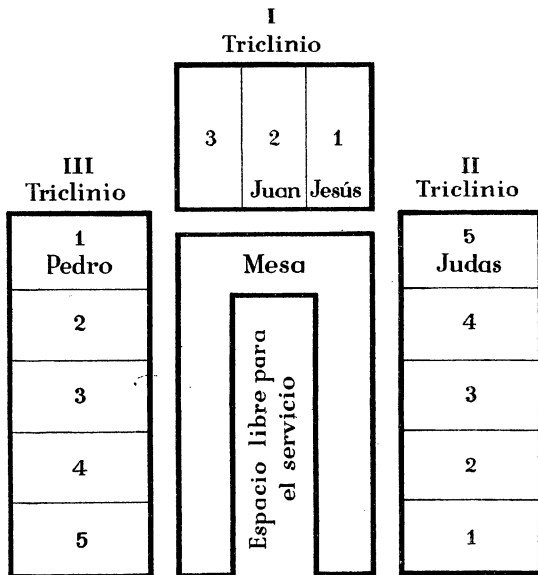 I
Triclinio
3 2 1
Juan Jesús
III
Triclinio
1
Pedro
2
3
4
5
Mesa
Espacio libre para
el servicio
II
Triclinio
5
Judas
4
3
2
1